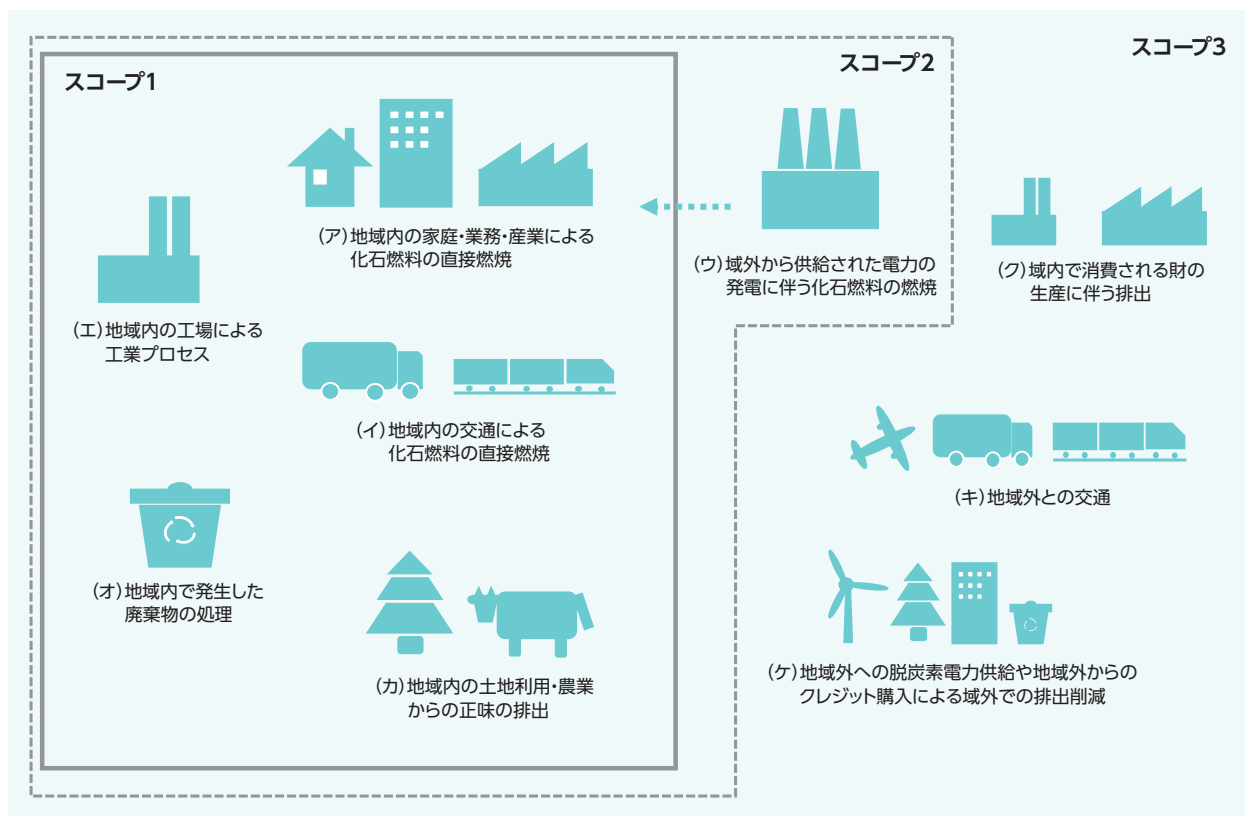 スコープ1
スコープ2
スコープ3
(ア)地域内の家庭・業務・産業による
化石燃料の直接燃焼
(ウ)域外から供給された電力の
発電に伴う化石燃料の燃焼
(ク)域内で消費される財の
生産に伴う排出
(エ)地域内の工場による
工業プロセス
(イ)地域内の交通による
化石燃料の直接燃焼
(キ)地域外との交通
(オ)地域内で発生した
廃棄物の処理
(カ)地域内の土地利用・農業
からの正味の排出
(ケ)地域外への脱炭素電力供給や地域外からの
クレジット購入による域外での排出削減